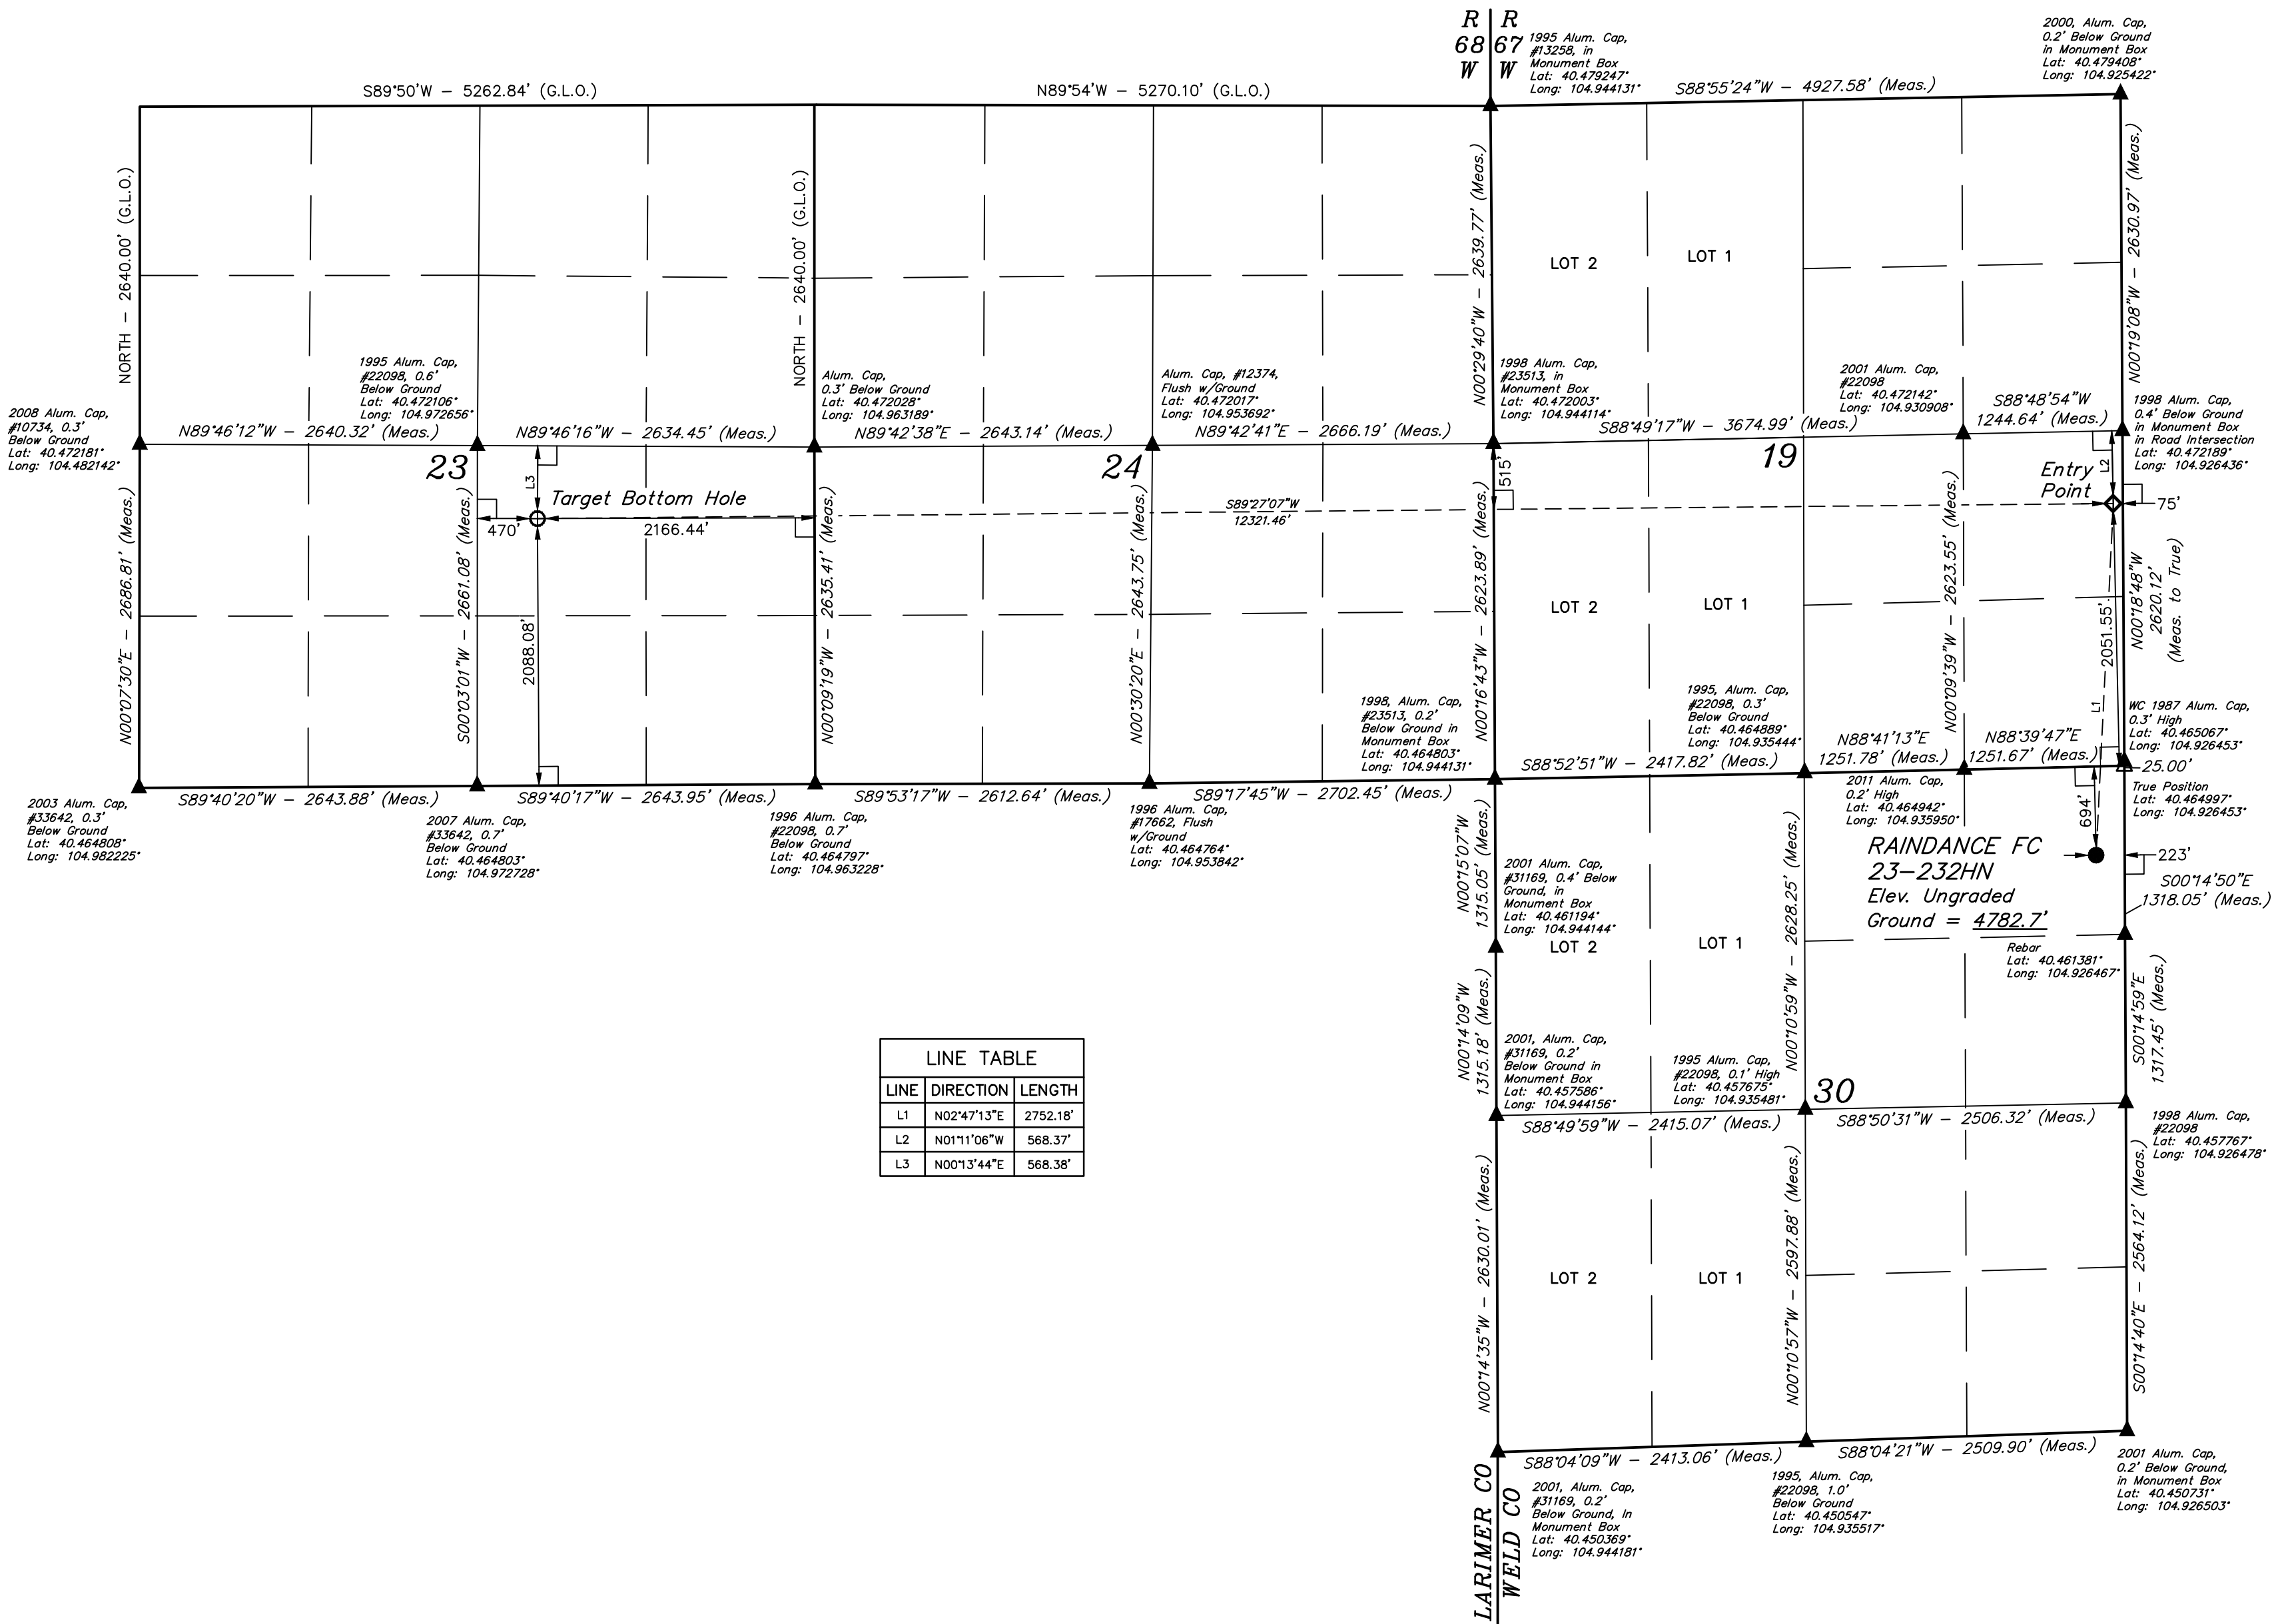 R R
68 67
W W
1995 Alum. Cap,
#13258, in
Monument Box
Lat: 40.479247°
Long: 104.944131°
2000, Alum. Cap,
0.2' Below Ground
in Monument Box
Lat: 40.479408°
Long: 104.925422°
S89°50'W – 5262.84' (G.L.O.)
N89°54'W – 5270.10' (G.L.O.)
S88°55'24"W – 4927.58' (Meas.)
NORTH – 2640.00' (G.L.O.)
NORTH – 2640.00' (G.L.O.)
N00°29'40"W – 2639.77' (Meas.)
N00°19'08"W – 2630.97' (Meas.)
LOT 2
LOT 1
2008 Alum. Cap,
#10734, 0.3'
Below Ground
Lat: 40.472181°
Long: 104.482142°
1995 Alum. Cap,
#22098, 0.6'
Below Ground
Lat: 40.472106°
Long: 104.972656°
Alum. Cap,
0.3' Below Ground
Lat: 40.472028°
Long: 104.963189°
Alum. Cap, #12374,
Flush w/Ground
Lat: 40.472017°
Long: 104.953692°
1998 Alum. Cap,
#23513, in
Monument Box
Lat: 40.472003°
Long: 104.944114°
2001 Alum. Cap,
#22098
Lat: 40.472142°
Long: 104.930908°
1998 Alum. Cap,
0.4' Below Ground
in Monument Box
in Road Intersection
Lat: 40.472189°
Long: 104.926436°
N89°46'12"W – 2640.32' (Meas.)
N89°46'16"W – 2634.45' (Meas.)
N89°42'38"E – 2643.14' (Meas.)
N89°42'41"E – 2666.19' (Meas.)
S88°49'17"W – 3674.99' (Meas.)
S88°48'54"W
1244.64' (Meas.)
23
24
19
L3
Target Bottom Hole
470'
2166.44'
2088.08'
S89°27'07"W
12321.46'
515'
Entry
Point
L2
75'
N00°07'30"E – 2686.81' (Meas.)
S00°03'01"W – 2661.08' (Meas.)
N00°09'19"W – 2635.41' (Meas.)
N00°30'20"E – 2643.75' (Meas.)
N00°16'43"W – 2623.89' (Meas.)
N00°09'39"W – 2623.55' (Meas.)
2051.55'
L1
N00°18'48"W
2620.12'
(Meas. to True)
LOT 2
LOT 1
1998, Alum. Cap,
#23513, 0.2'
Below Ground in
Monument Box
Lat: 40.464803°
Long: 104.944131°
1995, Alum. Cap,
#22098, 0.3'
Below Ground
Lat: 40.464889°
Long: 104.935444°
WC 1987 Alum. Cap,
0.3' High
Lat: 40.465067°
Long: 104.926453°
25.00'
True Position
Lat: 40.464997°
Long: 104.926453°
S89°40'20"W – 2643.88' (Meas.)
S89°40'17"W – 2643.95' (Meas.)
S89°53'17"W – 2612.64' (Meas.)
S89°17'45"W – 2702.45' (Meas.)
S88°52'51"W – 2417.82' (Meas.)
N88°41'13"E
1251.78' (Meas.)
N88°39'47"E
1251.67' (Meas.)
2003 Alum. Cap,
#33642, 0.3'
Below Ground
Lat: 40.464808°
Long: 104.982225°
2007 Alum. Cap,
#33642, 0.7'
Below Ground
Lat: 40.464803°
Long: 104.972728°
1996 Alum. Cap,
#22098, 0.7'
Below Ground
Lat: 40.464797°
Long: 104.963228°
1996 Alum. Cap,
#17662, Flush
w/Ground
Lat: 40.464764°
Long: 104.953842°
2011 Alum. Cap,
0.2' High
Lat: 40.464942°
Long: 104.935950°
694'
RAINDANCE FC
23–232HN
Elev. Ungraded
Ground = 4782.7'
223'
S00°14'50"E
1318.05' (Meas.)
N00°15'07"W
1315.05' (Meas.)
2001 Alum. Cap,
#31169, 0.4' Below
Ground, in
Monument Box
Lat: 40.461194°
Long: 104.944144°
LOT 2
LOT 1
N00°10'59"W – 2628.25' (Meas.)
Rebar
Lat: 40.461381°
Long: 104.926467°
N00°14'09"W
1315.18' (Meas.)
S00°14'59"E
1317.45' (Meas.)
2001, Alum. Cap,
#31169, 0.2'
Below Ground in
Monument Box
Lat: 40.457586°
Long: 104.944156°
1995 Alum. Cap,
#22098, 0.1' High
Lat: 40.457675°
Long: 104.935481°
30
S88°49'59"W – 2415.07' (Meas.)
S88°50'31"W – 2506.32' (Meas.)
1998 Alum. Cap,
#22098
Lat: 40.457767°
Long: 104.926478°
LINE TABLE
LINE DIRECTION LENGTH
L1 N02°47'13"E 2752.18'
L2 N01°11'06"W 568.37'
L3 N00°13'44"E 568.38'
N00°14'35"W – 2630.01' (Meas.)
N00°10'57"W – 2597.88' (Meas.)
S00°14'40"E – 2564.12' (Meas.)
LOT 2
LOT 1
S88°04'09"W – 2413.06' (Meas.)
S88°04'21"W – 2509.90' (Meas.)
LARIMER CO
WELD CO
2001, Alum. Cap,
#31169, 0.2'
Below Ground, In
Monument Box
Lat: 40.450369°
Long: 104.944181°
1995, Alum. Cap,
#22098, 1.0'
Below Ground
Lat: 40.450547°
Long: 104.935517°
2001 Alum. Cap,
0.2' Below Ground,
in Monument Box
Lat: 40.450731°
Long: 104.926503°